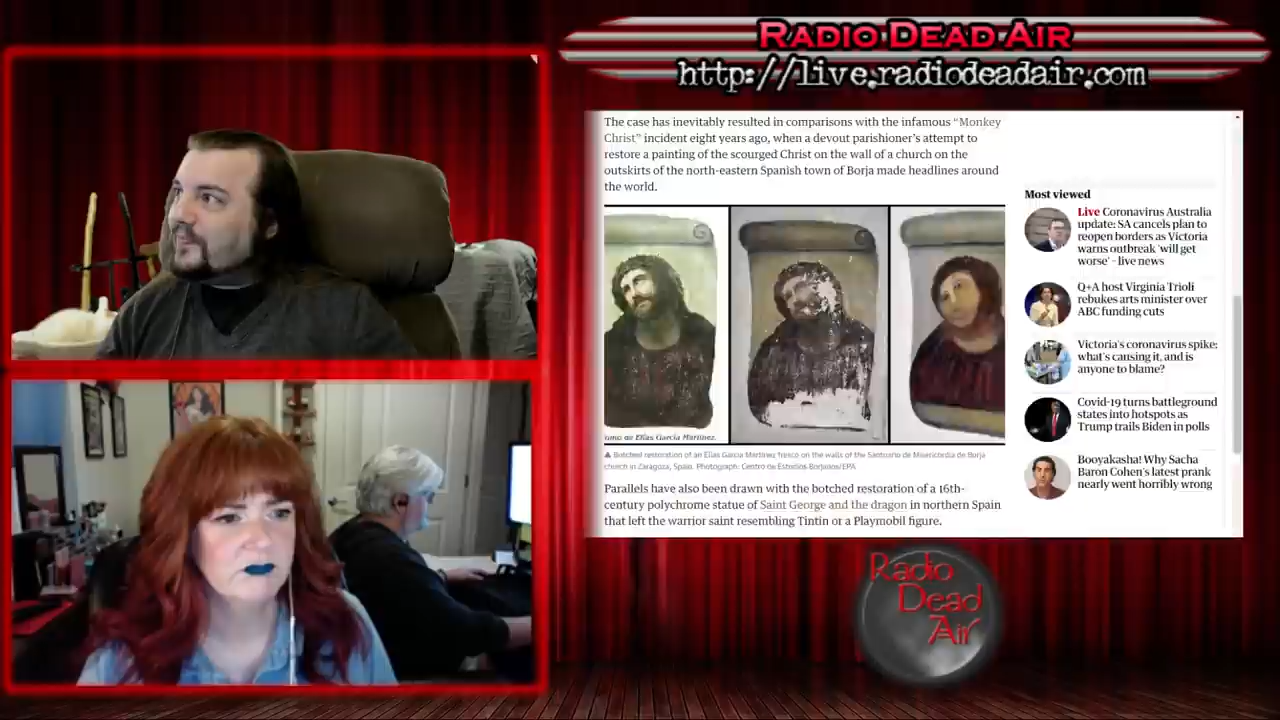 RADIO DEAD AIR
http://live.radiodeadair.com
The case has inevitably resulted in comparisons with the infamous “Monkey
Christ” incident eight years ago, when a devout parishioner’s attempt to
restore a painting of the scourged Christ on the wall of a church on the
outskirts of the north-eastern Spanish town of Borja made headlines around
the world.
Most viewed
Live Coronavirus Australia
update: SA cancels plan to
reopen borders as Victoria
warns outbreak 'will get
worse' – live news
Q+A host Virginia Trioli
rebukes arts minister over
ABC funding cuts
Victoria's coronavirus spike:
what's causing it, and is
anyone to blame?
Covid-19 turns battleground
states into hotspots as
Trump trails Biden in polls
Booyakasha! Why Sacha
Baron Cohen's latest prank
nearly went horribly wrong
omo de Elías García Martínez.
▲ Botched restoration of an Elías García Martínez fresco on the walls of the Santuario de Misericordia de Borja
church in Zaragoza, Spain. Photograph: Centro de Estudios Borjanos/EPA
Parallels have also been drawn with the botched restoration of a 16th-
century polychrome statue of Saint George and the dragon in northern Spain
that left the warrior saint resembling Tintin or a Playmobil figure.
Radio
Dead
Air